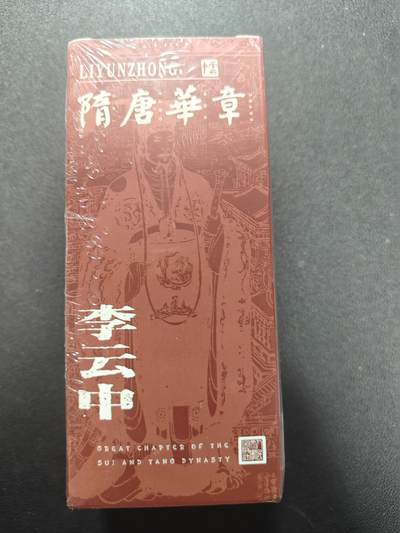 LIYUNZHONG
隋唐華章
李云中
GREAT CHAPTER OF THE
SUI AND TANG DYNASTY